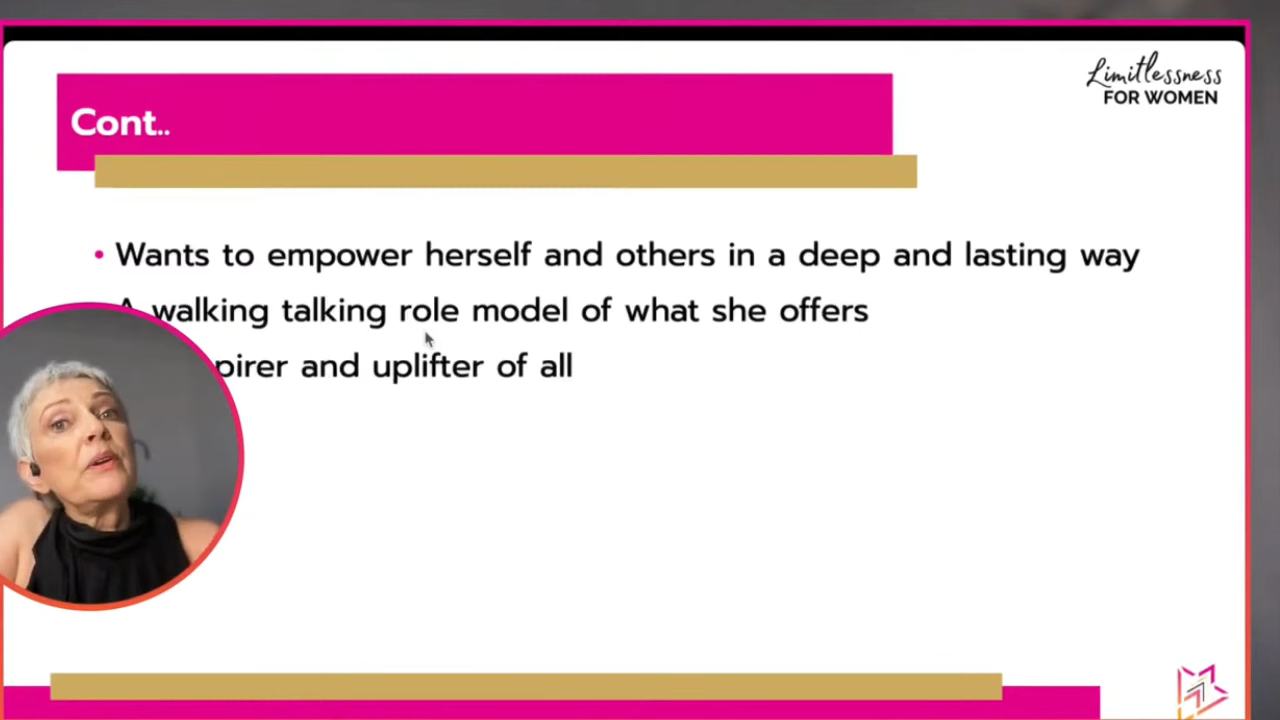 Limitlessness
FOR WOMEN
Cont..
• Wants to empower herself and others in a deep and lasting way
A walking talking role model of what she offers
and uplifter of all